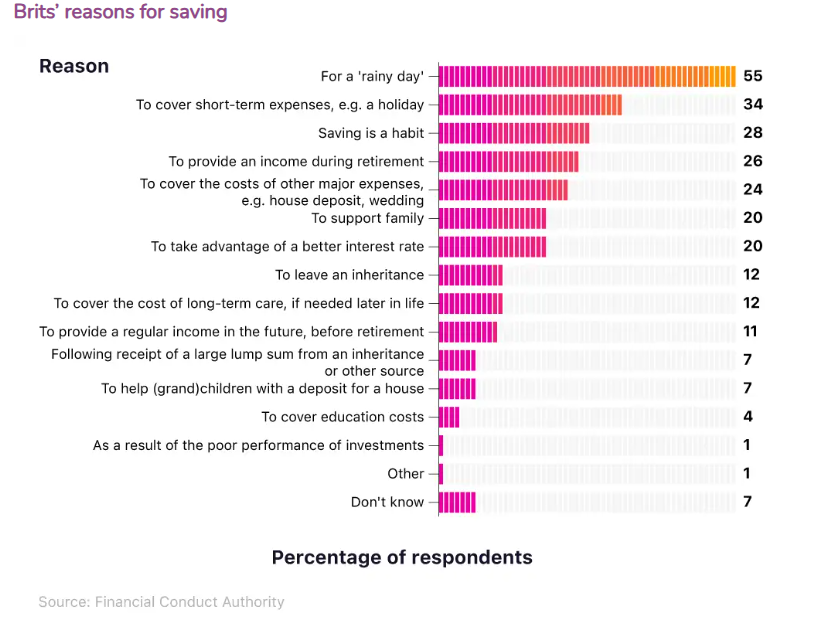 Brits’ reasons for saving
Reason
For a 'rainy day' 55
To cover short-term expenses, e.g. a holiday 34
Saving is a habit 28
To provide an income during retirement 26
To cover the costs of other major expenses,
e.g. house deposit, wedding 24
To support family 20
To take advantage of a better interest rate 20
To leave an inheritance 12
To cover the cost of long-term care, if needed later in life 12
To provide a regular income in the future, before retirement 11
Following receipt of a large lump sum from an inheritance
or other source 7
To help (grand)children with a deposit for a house 7
To cover education costs 4
As a result of the poor performance of investments 1
Other 1
Don't know 7
Percentage of respondents
Source: Financial Conduct Authority